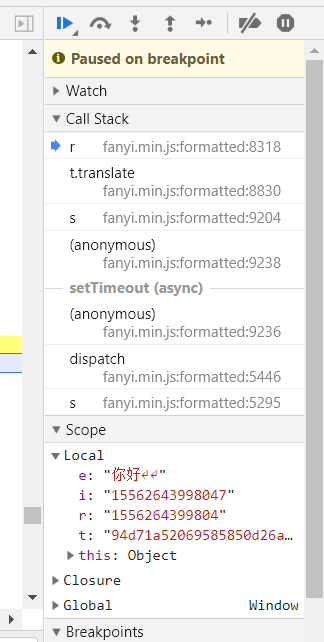 Paused on breakpoint
Watch
Call Stack
r fanyi.min.js:formatted:8318
t.translate
fanyi.min.js:formatted:8830
s fanyi.min.js:formatted:9204
(anonymous)
fanyi.min.js:formatted:9238
setTimeout (async)
(anonymous)
fanyi.min.js:formatted:9236
dispatch
fanyi.min.js:formatted:5446
s fanyi.min.js:formatted:5295
Scope
Local
e: "你好↲↲"
i: "15562643998047"
r: "1556264399804"
t: "94d71a52069585850d26a…
this: Object
Closure
Global Window
Breakpoints